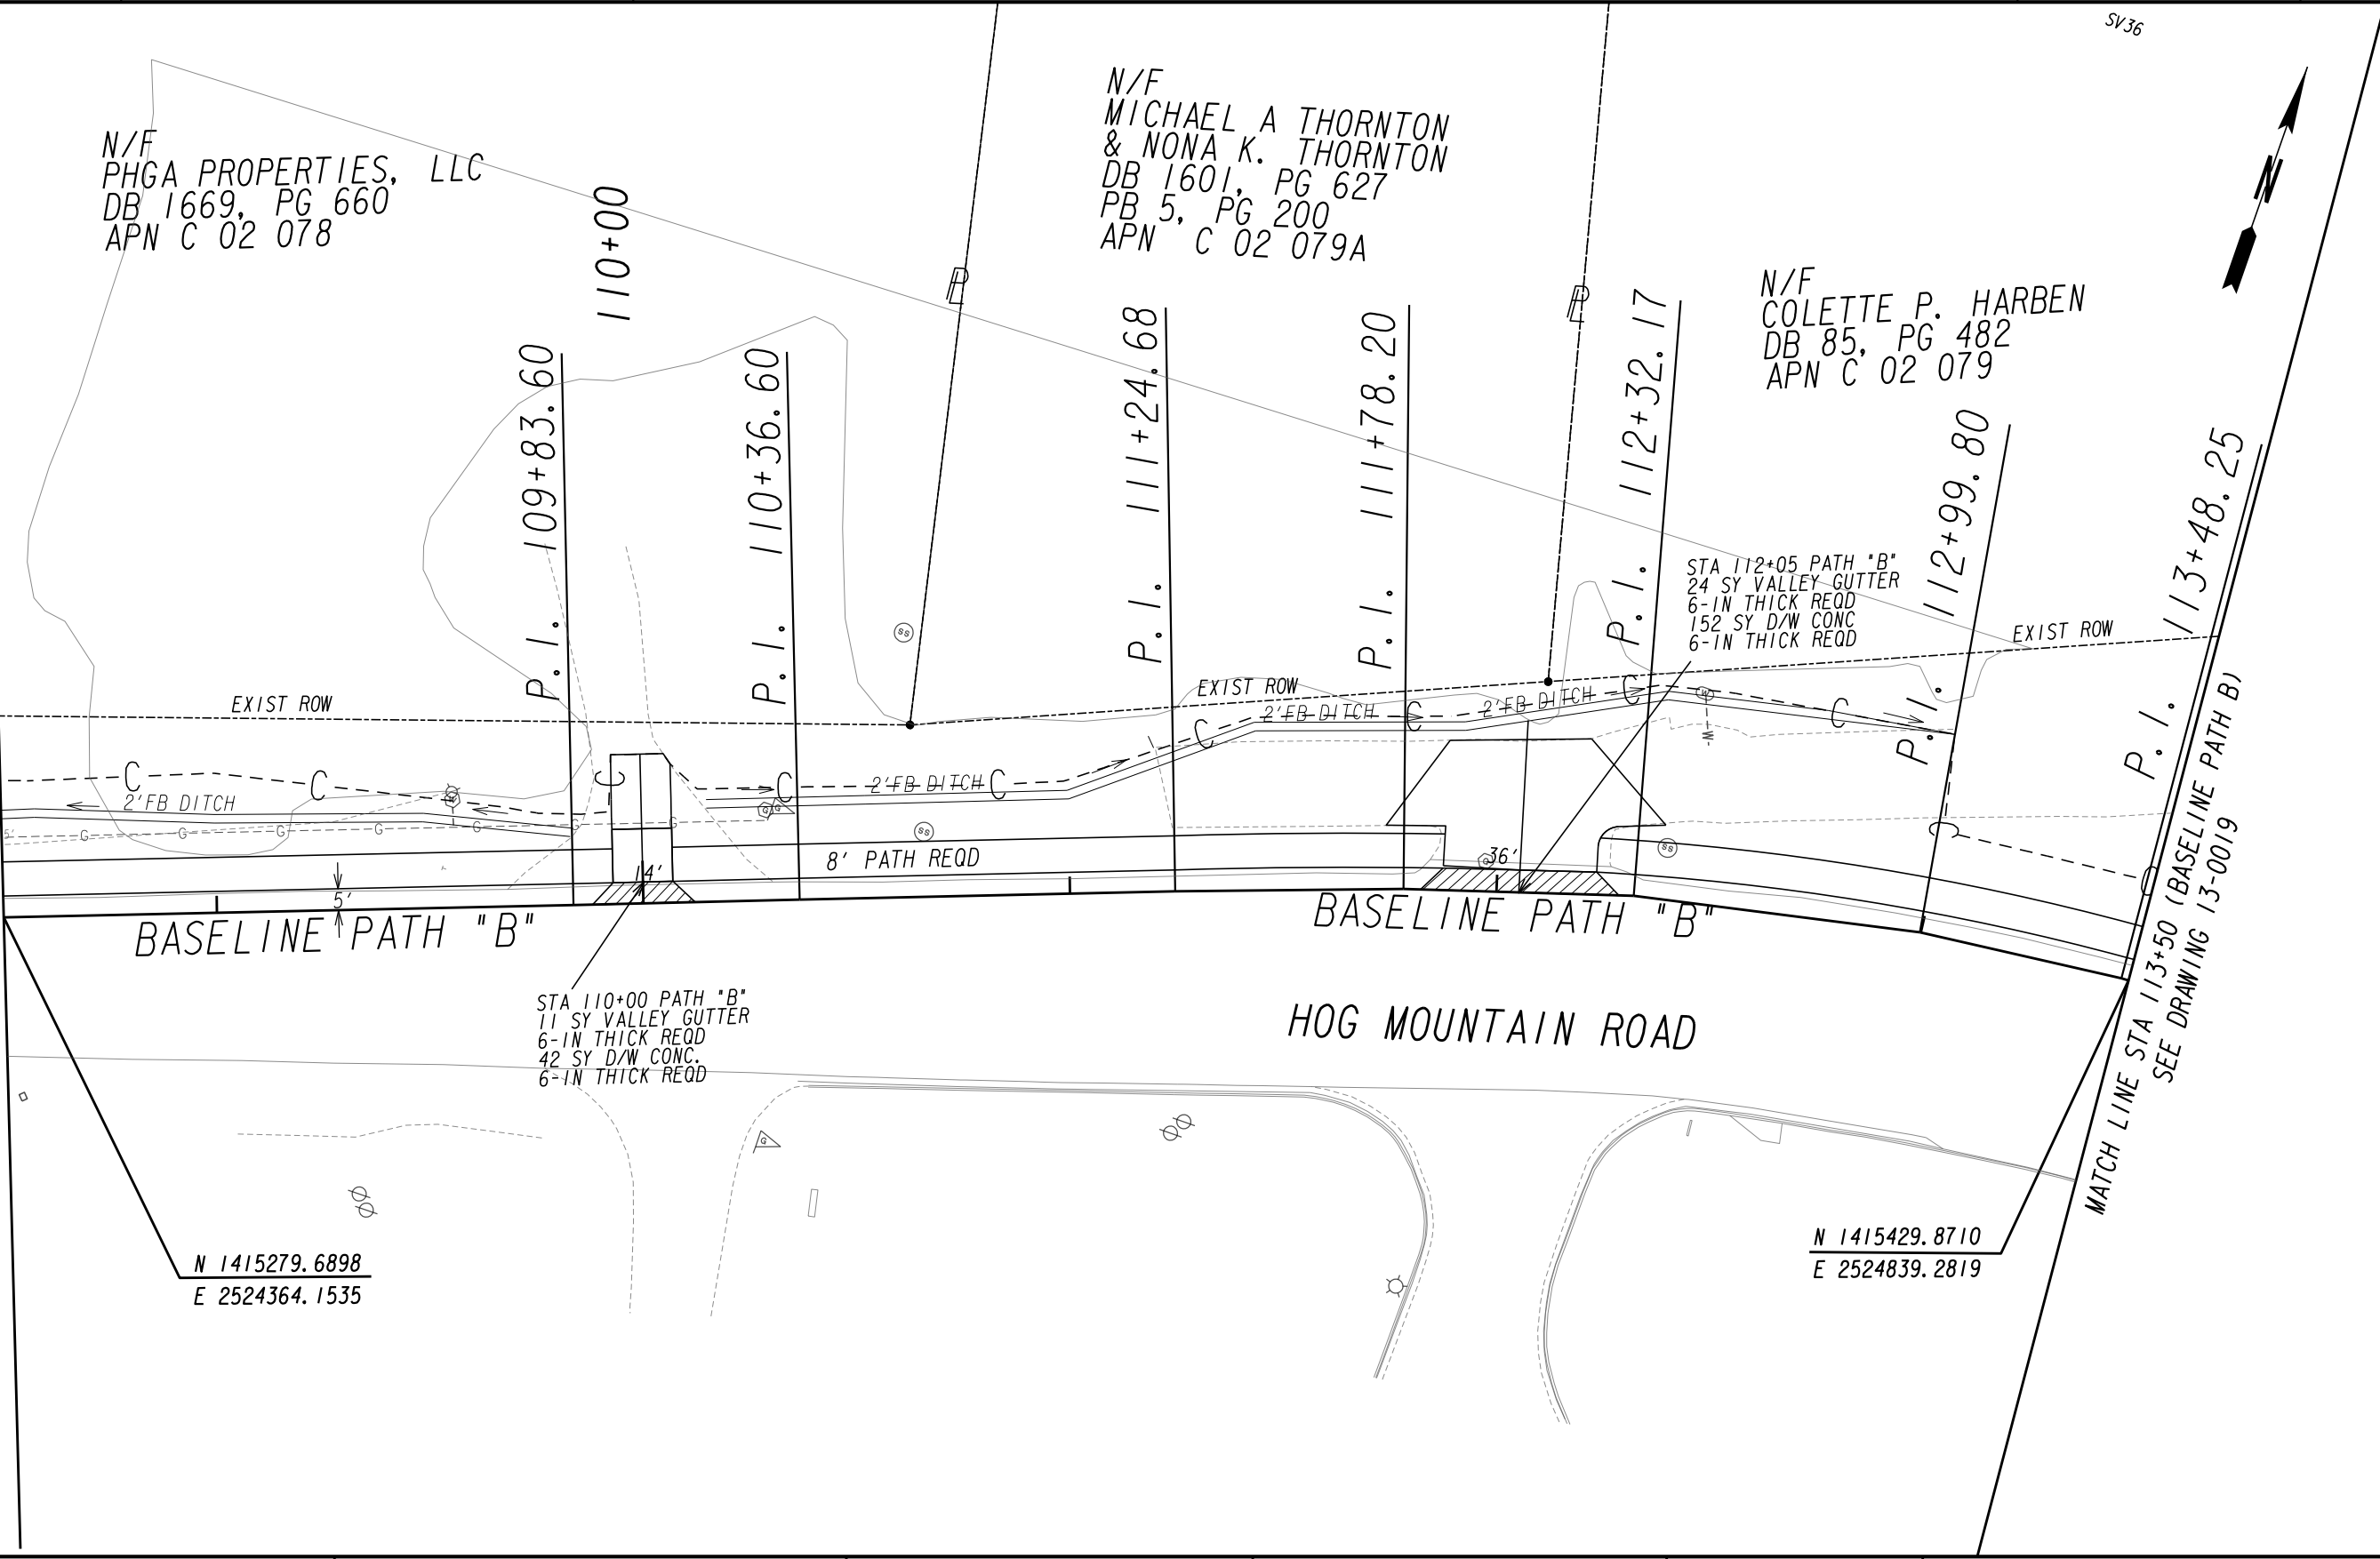 SV36
N/F
PHGA PROPERTIES, LLC
DB 1669, PG 660
APN C 02 078
110+00
N/F
MICHAEL A THORNTON
& NONA K. THORNTON
DB 1601, PG 627
PB 5, PG 200
APN C 02 079A
N/F
COLETTE P. HARBEN
DB 85, PG 482
APN C 02 079
N
P.I. 109+83.60
P.I. 110+36.60
P.I. 111+24.68
P.I. 111+78.20
P.I. 112+32.17
P.I. 112+99.80
P.I. 113+48.25
STA 112+05 PATH "B"
24 SY VALLEY GUTTER
6-IN THICK REQD
152 SY D/W CONC
6-IN THICK REQD
EXIST ROW
EXIST ROW
EXIST ROW
SS
C
C
2'FB DITCH
C
2'FB DITCH
C
C
2'FB DITCH
C
2'FB DITCH
C
C
W
5'
G
G
G
G
G
G
G
G
G
SS
SS
G
8' PATH REQD
14'
36'
5'
BASELINE PATH "B"
BASELINE PATH "B"
STA 110+00 PATH "B"
11 SY VALLEY GUTTER
6-IN THICK REQD
42 SY D/W CONC.
6-IN THICK REQD
HOG MOUNTAIN ROAD
MATCH LINE STA 113+50 (BASELINE PATH B)
SEE DRAWING 13-0019
G
N 1415279.6898
E 2524364.1535
N 1415429.8710
E 2524839.2819